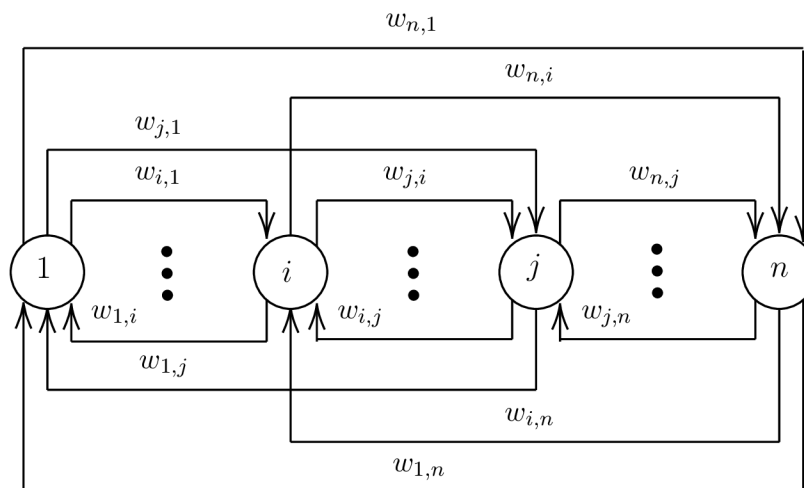 w_{n,1}
w_{n,i}
w_{j,1}
w_{i,1} w_{j,i} w_{n,j}
1 i j n
w_{1,i} w_{i,j} w_{j,n}
w_{1,j}
w_{i,n}
w_{1,n}